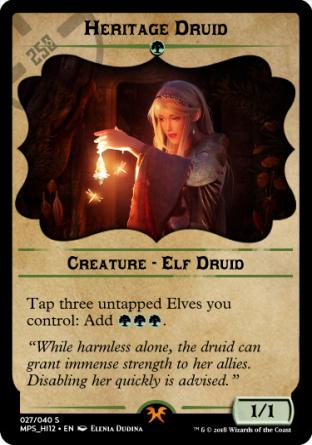 Heritage Druid
258
Creature - Elf Druid
Tap three untapped Elves you
control: Add .
“While harmless alone, the druid can
grant immense strength to her allies.
Disabling her quickly is advised.”
1/1
027/040 S
MPS_HI12 • EN Elenia Dudina
™ & © 2018 Wizards of the Coast